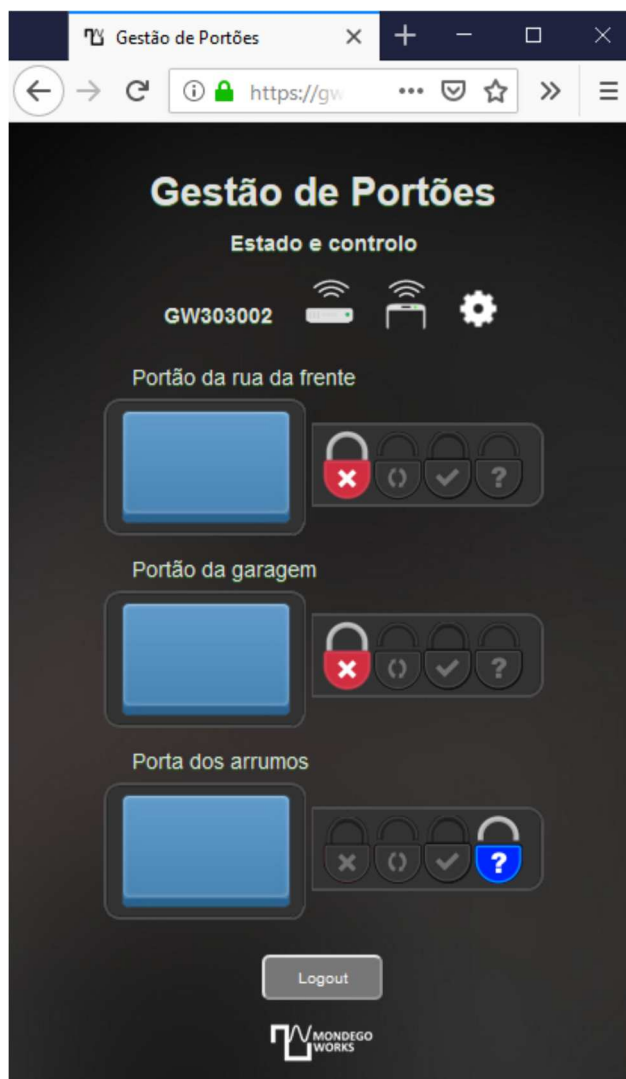 Gestão de Portões
https://gw
Gestão de Portões
Estado e controlo
GW303002
Portão da rua da frente
?
Portão da garagem
?
Porta dos arrumos
?
Logout
MONDEGO
WORKS